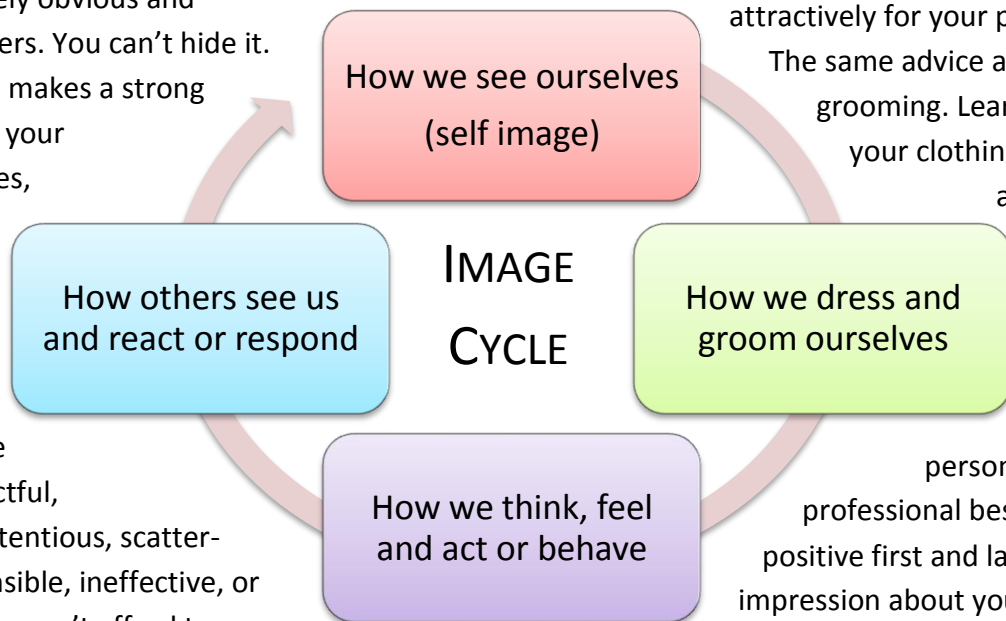 ely obvious and
ers. You can't hide it.
makes a strong
your
es,
attractively for your p
The same advice a
grooming. Lear
your clothin
a
How we see ourselves
(self image)
IMAGE
CYCLE
How others see us
and react or respond
How we dress and
groom ourselves
How we think, feel
and act or behave
e
ctful,
tentious, scatter-
sible, ineffective, or
person
professional bes
positive first and la
impression about you